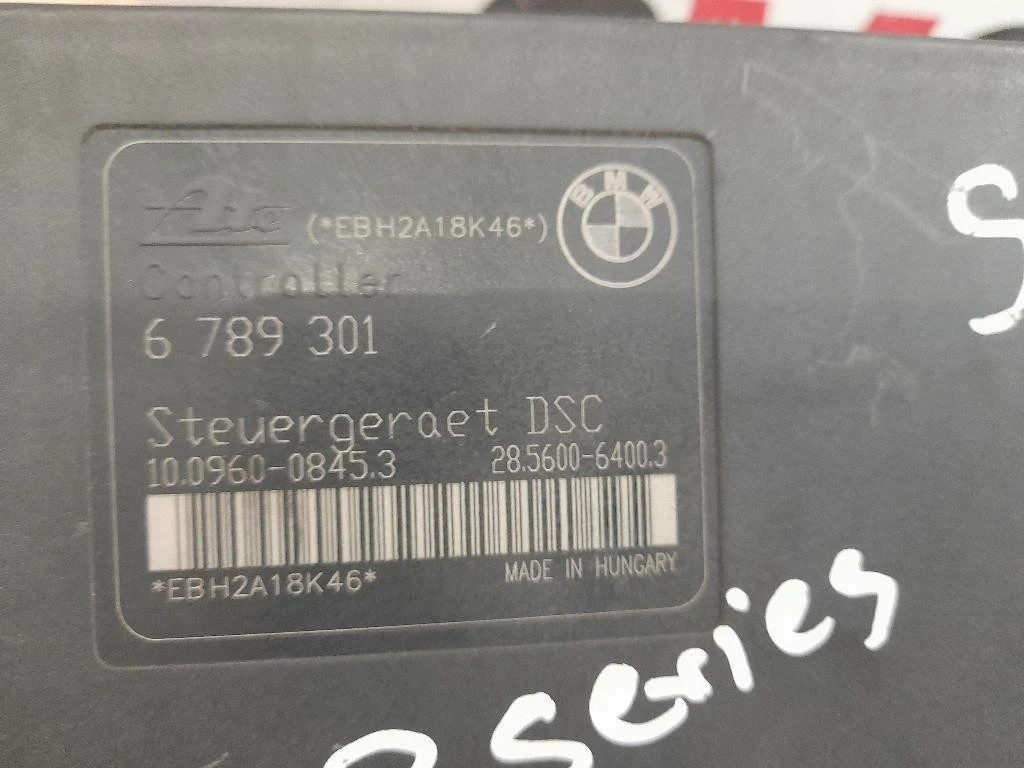 Ate (*EBH2A18K46*) BMW
Controller
6 789 301
Steuergeraet DSC
10.0960-0845.3 28.5600-6400.3
*EBH2A18K46* MADE IN HUNGARY
series